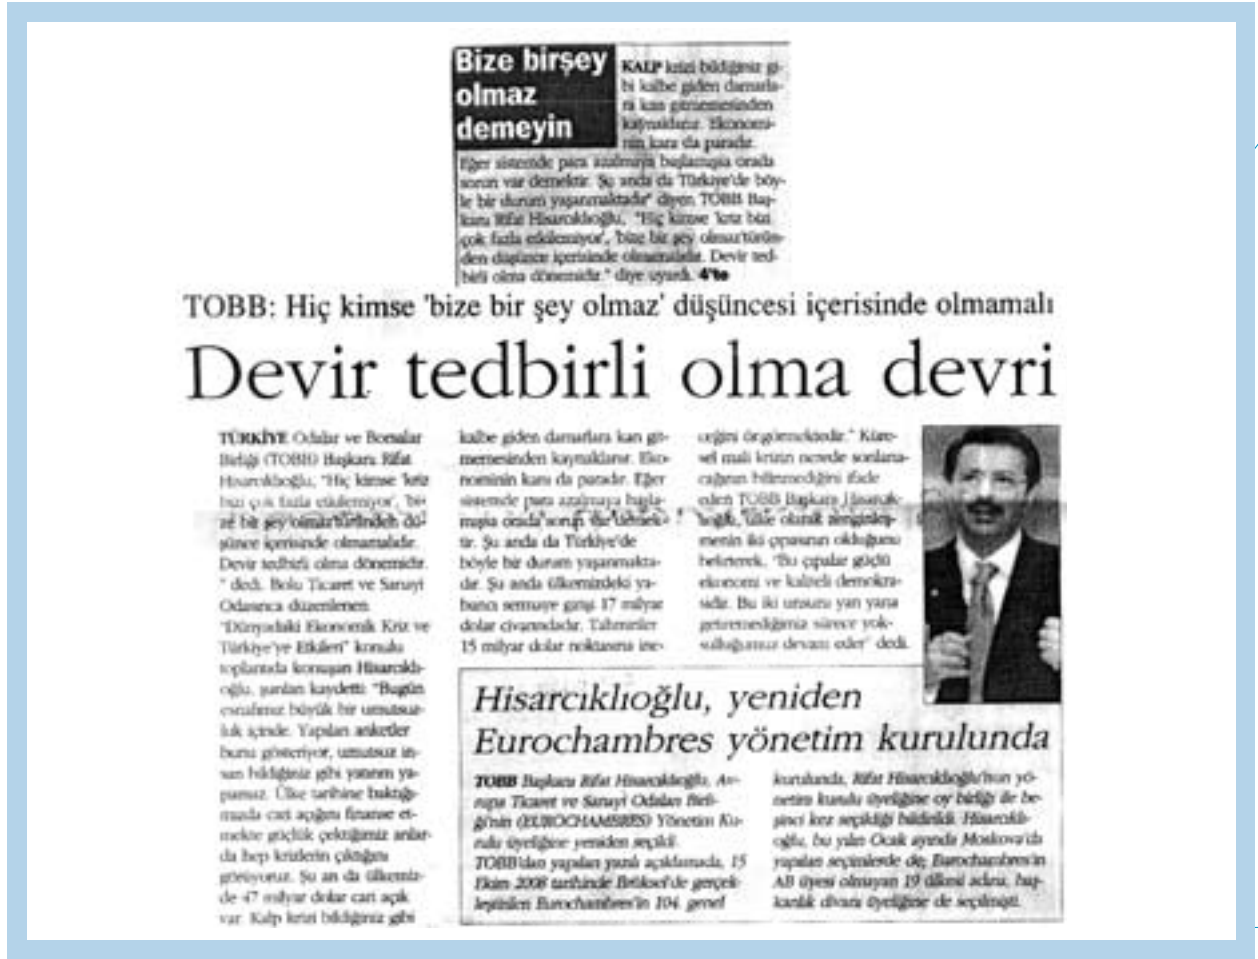 Bize birşey
olmaz
demeyin
KALP krizi bildiğiniz gi-
bi kalbe giden damarla-
ra kan gitmemesinden
kaynaklanır. Ekonomi-
nin kanı da paradır.
Eğer sistemde para azalmaya başlamışsa orada
sorun var demektir. Şu anda da Türkiye'de böy-
le bir durum yaşanmaktadır" diyen TOBB Baş-
kanı Rifat Hisarcıklıoğlu, "Hiç kimse 'kriz bizi
çok fazla etkilemiyor', 'bize bir şey olmaz' türün-
den düşünce içerisinde olmamalıdır. Devir ted-
birli olma dönemidir." diye uyardı. 4'te
TOBB: Hiç kimse 'bize bir şey olmaz' düşüncesi içerisinde olmamalı
Devir tedbirli olma devri
TÜRKİYE Odalar ve Borsalar
Birliği (TOBB) Başkanı Rifat
Hisarcıklıoğlu, "Hiç kimse 'kriz
bizi çok fazla etkilemiyor', 'bi-
ze bir şey olmaz' türünden dü-
şünce içerisinde olmamalıdır.
Devir tedbirli olma dönemidir.
" dedi. Bolu Ticaret ve Sanayi
Odasınca düzenlenen
"Dünyadaki Ekonomik Kriz ve
Türkiye'ye Etkileri" konulu
toplantıda konuşan Hisarcıklı-
oğlu, şunları kaydetti: "Bugün
esnafımız büyük bir umutsuz-
luk içinde. Yapılan anketler
bunu gösteriyor, umutsuz in-
san bildiğiniz gibi yatırım ya-
pamaz. Ülke tarihine baktığı-
mızda cari açığını finanse et-
mekte güçlük çektiğimiz anlar-
da hep krizlerin çıktığını
görüyoruz. Şu an da ülkemiz-
de 47 milyar dolar cari açık
var. Kalp krizi bildiğiniz gibi
kalbe giden damarlara kan git-
memesinden kaynaklanır. Eko-
nominin kanı da paradır. Eğer
sistemde para azalmaya başla-
mışsa orada sorun var demek-
tir. Şu anda da Türkiye'de
böyle bir durum yaşanmakta-
dır. Şu anda ülkemizdeki ya-
bancı sermaye girişi 17 milyar
dolar civarındadır. Tahminler
15 milyar dolar noktasına ine-
ceğini öngörmektedir." Küre-
sel mali krizin nerede sonlana-
cağının bilinmediğini ifade
eden TOBB Başkanı Hisarcık-
lıoğlu, ülke olarak zenginleş-
menin iki çıpasının olduğunu
belirterek, "Bu çıpalar güçlü
ekonomi ve kaliteli demokra-
sidir. Bu iki unsuru yan yana
getiremediğimiz sürece yok-
sulluğumuz devam eder" dedi.
Hisarcıklıoğlu, yeniden
Eurochambres yönetim kurulunda
TOBB Başkanı Rifat Hisarcıklıoğlu, Av-
rupa Ticaret ve Sanayi Odaları Birli-
ği'nin (EUROCHAMBRES) Yönetim Ku-
rulu üyeliğine yeniden seçildi.
TOBB'dan yapılan yazılı açıklamada, 15
Ekim 2008 tarihinde Brüksel'de gerçek-
leştirilen Eurochambres'in 104. genel
kurulunda, Rifat Hisarcıklıoğlu'nun yö-
netim kurulu üyeliğine oy birliği ile be-
şinci kez seçildiği bildirildi. Hisarcıklı-
oğlu, bu yılın Ocak ayında Moskova'da
yapılan seçimlerde de, Eurochambres'in
AB üyesi olmayan 19 ülkesi adına, baş-
kanlık divanı üyeliğine de seçilmişti.